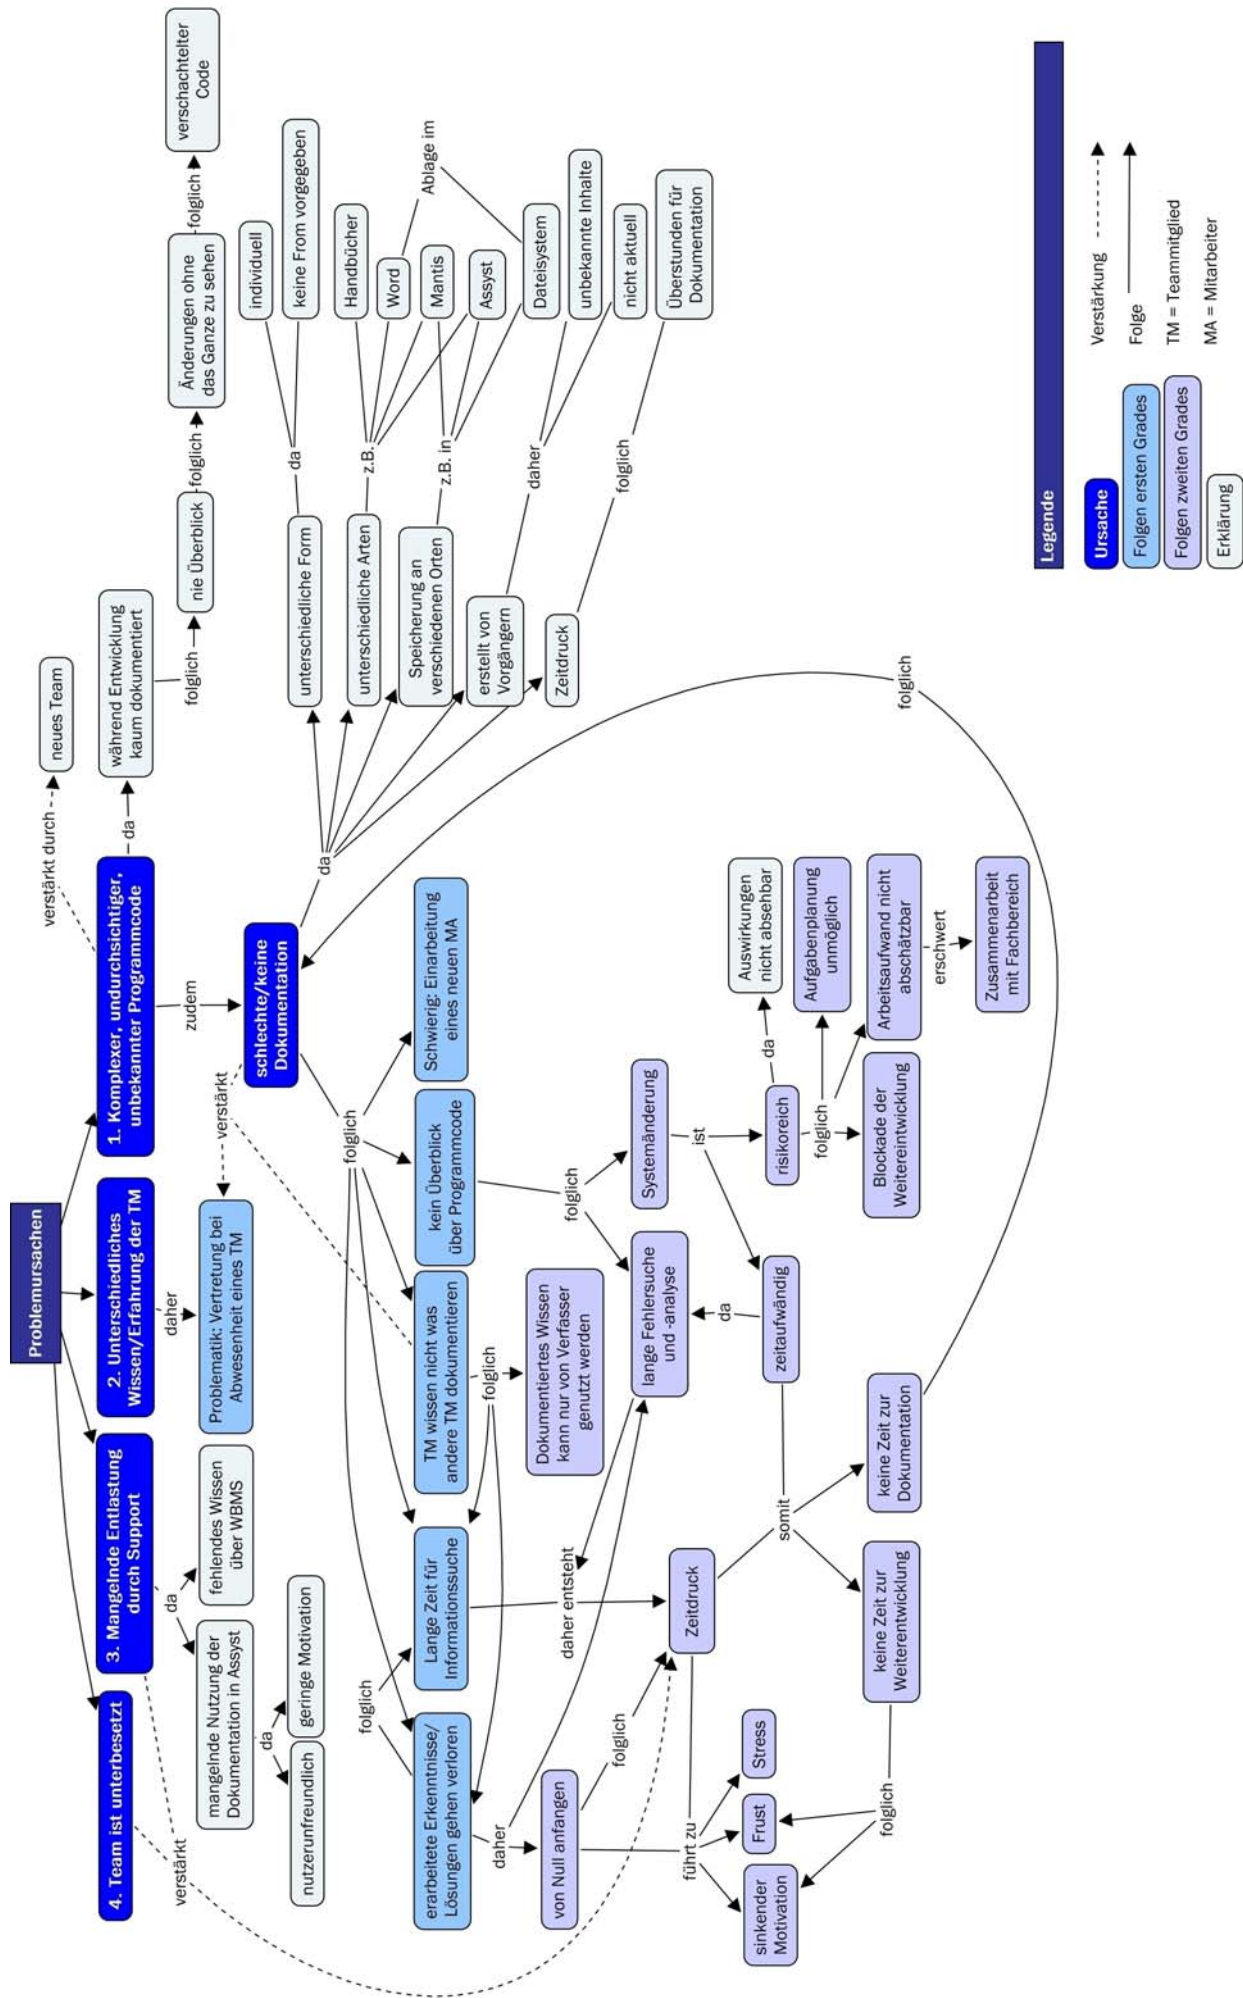 Problemursachen
4. Team ist unterbesetzt
3. Mangelnde Entlastung
durch Support
2. Unterschiedliches
Wissen/Erfahrung der TM
1. Komplexer, undurchsichtiger,
unbekannter Programmcode
verstärkt durch
neues Team
da
während Entwicklung
kaum dokumentiert
folglich
nie Überblick
folglich
Änderungen ohne
das Ganze zu sehen
folglich
verschachtelter
Code
verstärkt
da
mangelnde Nutzung der
Dokumentation in Assyst
fehlendes Wissen
über WBMS
da
nutzerunfreundlich
geringe Motivation
daher
Problematik: Vertretung bei
Abwesenheit eines TM
verstärkt
zudem
schlechte/keine
Dokumentation
da
unterschiedliche Form
da
individuell
keine From vorgegeben
unterschiedliche Arten
z.B.
Handbücher
Word
Mantis
Assyst
Ablage im
Speicherung an
verschiedenen Orten
z.B. in
Dateisystem
erstellt von
Vorgängern
daher
unbekannte Inhalte
nicht aktuell
Zeitdruck
folglich
Überstunden für
Dokumentation
folglich
folglich
erarbeitete Erkenntnisse/
Lösungen gehen verloren
folglich
Lange Zeit für
Informationssuche
TM wissen nicht was
andere TM dokumentieren
kein Überblick
über Programmcode
Schwierig: Einarbeitung
eines neuen MA
daher
folglich
von Null anfangen
Dokumentiertes Wissen
kann nur von Verfasser
genutzt werden
folglich
daher entsteht
folglich
lange Fehlersuche
und -analyse
Systemänderung
Zeitdruck
da
ist
führt zu
zeitaufwändig
risikoreich
da
Auswirkungen
nicht absehbar
sinkender
Motivation
Frust
Stress
somit
folglich
Aufgabenplanung
unmöglich
folglich
keine Zeit zur
Weiterentwicklung
keine Zeit zur
Dokumentation
Blockade der
Weitereintwicklung
Arbeitsaufwand nicht
abschätzbar
erschwert
Zusammenarbeit
mit Fachbereich
Legende
Ursache
Verstärkung
Folgen ersten Grades
Folge
Folgen zweiten Grades
TM = Teammitglied
Erklärung
MA = Mitarbeiter